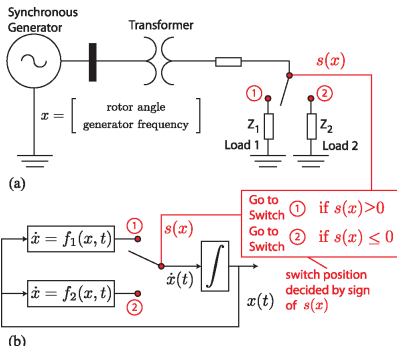 Synchronous
Generator
Transformer
s(x)
1
2
x = [ rotor angle
generator frequency ]
Z1
Z2
Load 1
Load 2
(a)
Go to
Switch 1 if s(x)>0
Go to
Switch 2 if s(x) ≤ 0
switch position
decided by sign
of s(x)
1
s(x)
ẋ = f1(x, t)
∫
ẋ(t)
x(t)
ẋ = f2(x, t)
2
(b)